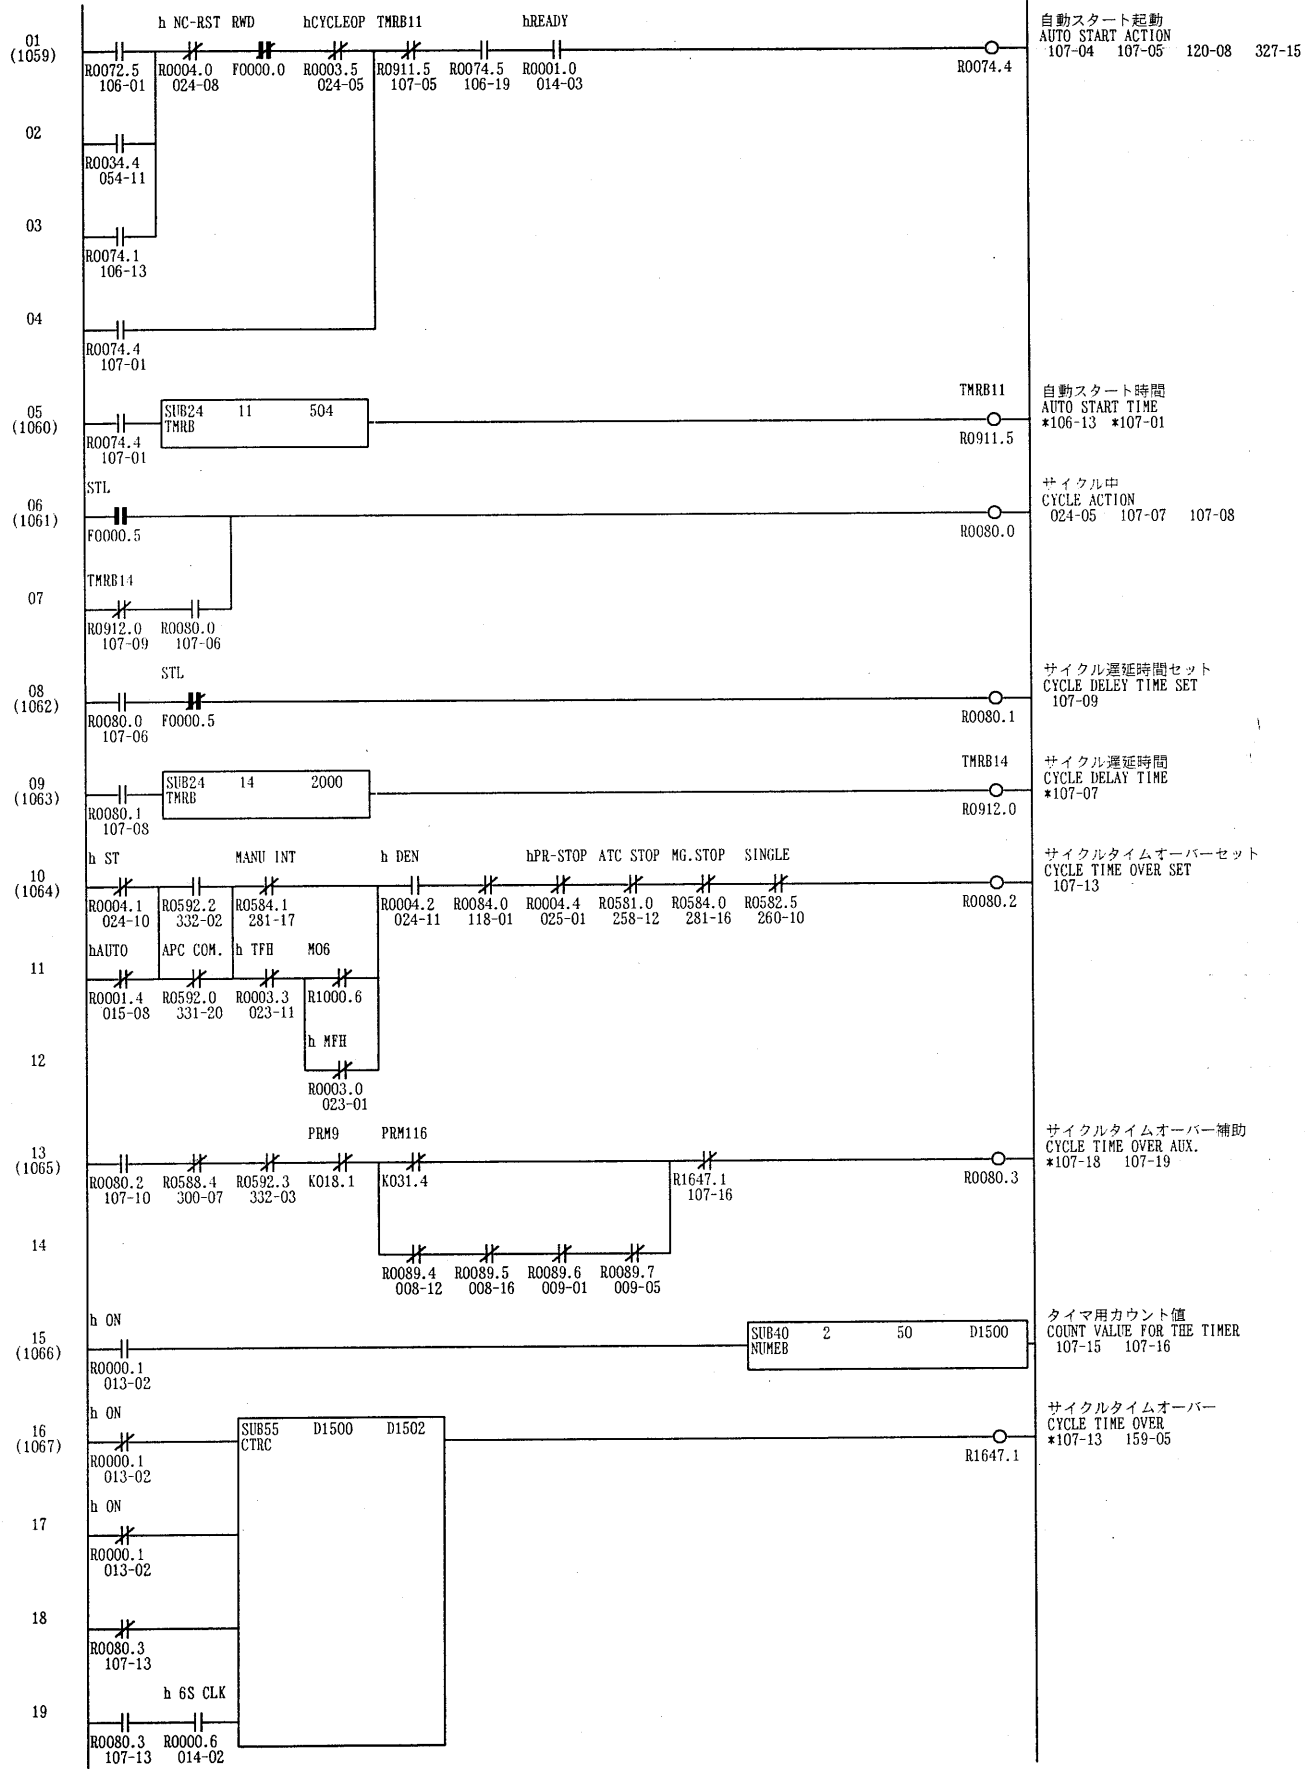 h NC-RST RWD hCYCLEOP TMRB11 hREADY 自動スタート起動
01 AUTO START ACTION
(1059) 107-04 107-05 120-08 327-15
R0072.5 R0004.0 F0000.0 R0003.5 R0911.5 R0074.5 R0001.0 R0074.4
106-01 024-08 024-05 107-05 106-19 014-03
02
R0034.4
054-11
03
R0074.1
106-13
04
R0074.4
107-01
TMRB11 自動スタート時間
05 SUB24 11 504 AUTO START TIME
(1060) TMRB *106-13 *107-01
R0074.4 R0911.5
107-01
STL サイクル中
06 CYCLE ACTION
(1061) 024-05 107-07 107-08
F0000.5 R0080.0
TMRB14
07
R0912.0 R0080.0
107-09 107-06
STL サイクル遅延時間セット
08 CYCLE DELEY TIME SET
(1062) 107-09
R0080.0 F0000.5 R0080.1
107-06
TMRB14 サイクル遅延時間
09 SUB24 14 2000 CYCLE DELAY TIME
(1063) TMRB *107-07
R0080.1 R0912.0
107-08
h ST MANU INT h DEN hPR-STOP ATC STOP MG.STOP SINGLE サイクルタイムオーバーセット
10 CYCLE TIME OVER SET
(1064) 107-13
R0004.1 R0592.2 R0584.1 R0004.2 R0084.0 R0004.4 R0581.0 R0584.0 R0582.5 R0080.2
024-10 332-02 281-17 024-11 118-01 025-01 258-12 281-16 260-10
hAUTO APC COM. h TFH M06
11
R0001.4 R0592.0 R0003.3 R1000.6
015-08 331-20 023-11
h MFH
12
R0003.0
023-01
PRM9 PRM116 サイクルタイムオーバー補助
13 CYCLE TIME OVER AUX.
(1065) *107-18 107-19
R0080.2 R0588.4 R0592.3 K018.1 K031.4 R1647.1 R0080.3
107-10 300-07 332-03 107-16
14
R0089.4 R0089.5 R0089.6 R0089.7
008-12 008-16 009-01 009-05
h ON タイマ用カウント値
15 SUB40 2 50 D1500 COUNT VALUE FOR THE TIMER
(1066) NUMEB 107-15 107-16
R0000.1
013-02
h ON サイクルタイムオーバー
16 SUB55 D1500 D1502 CYCLE TIME OVER
(1067) CTRC *107-13 159-05
R0000.1 R1647.1
013-02
h ON
17
R0000.1
013-02
18
R0080.3
107-13
h 6S CLK
19
R0080.3 R0000.6
107-13 014-02